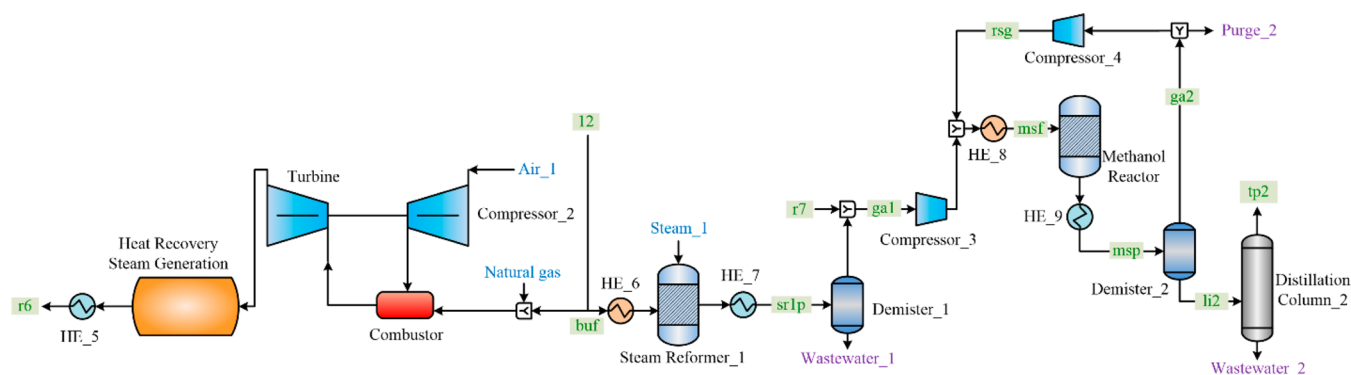 rsg
Compressor_4
Purge_2
ga2
12
HE_8
msf
Methanol
Reactor
Turbine
Air_1
Compressor_2
r7
ga1
Compressor_3
HE_9
tp2
Heat Recovery
Steam Generation
Steam_1
msp
Natural gas
HE_6
HE_7
sr1p
Demister_1
Demister_2
li2
Distillation
Column_2
r6
HE_5
Combustor
buf
Steam Reformer_1
Wastewater_1
Wastewater_2